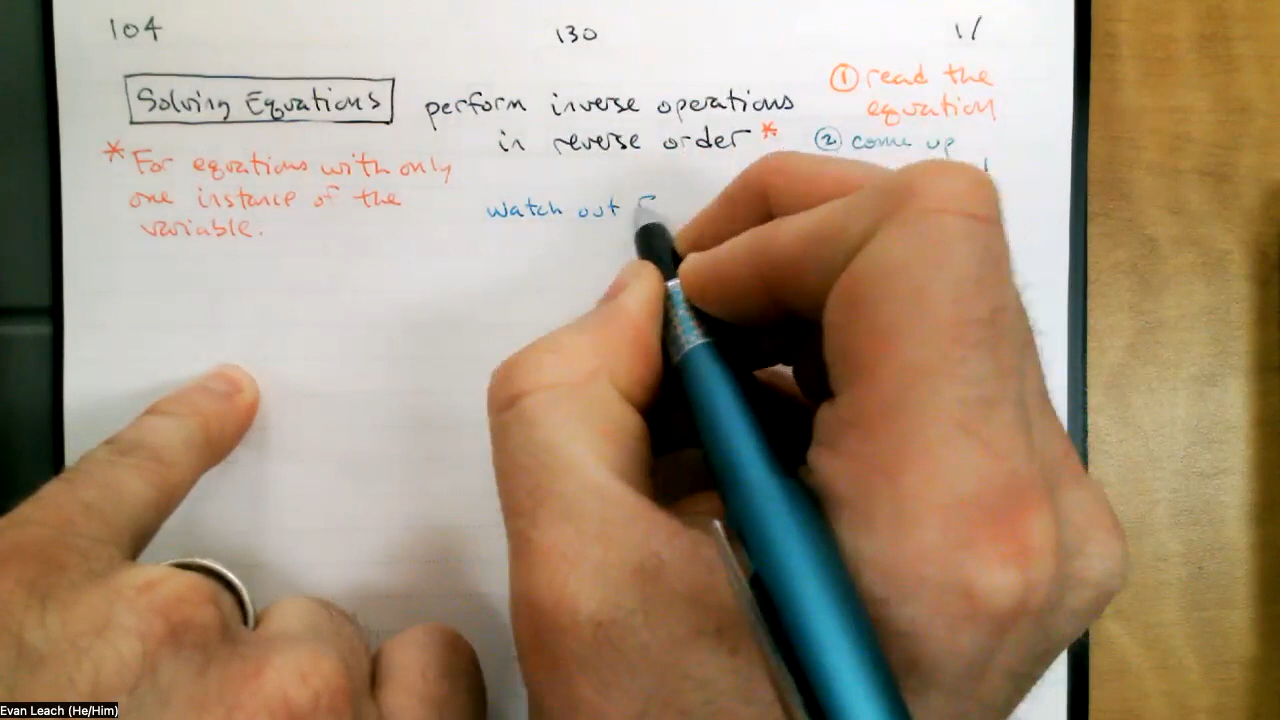 104 130 1/
Solving Equations perform inverse operations
in reverse order *
① read the
equation
② come up
* For equations with only
one instance of the
variable.
watch out
Evan Leach (He/Him)